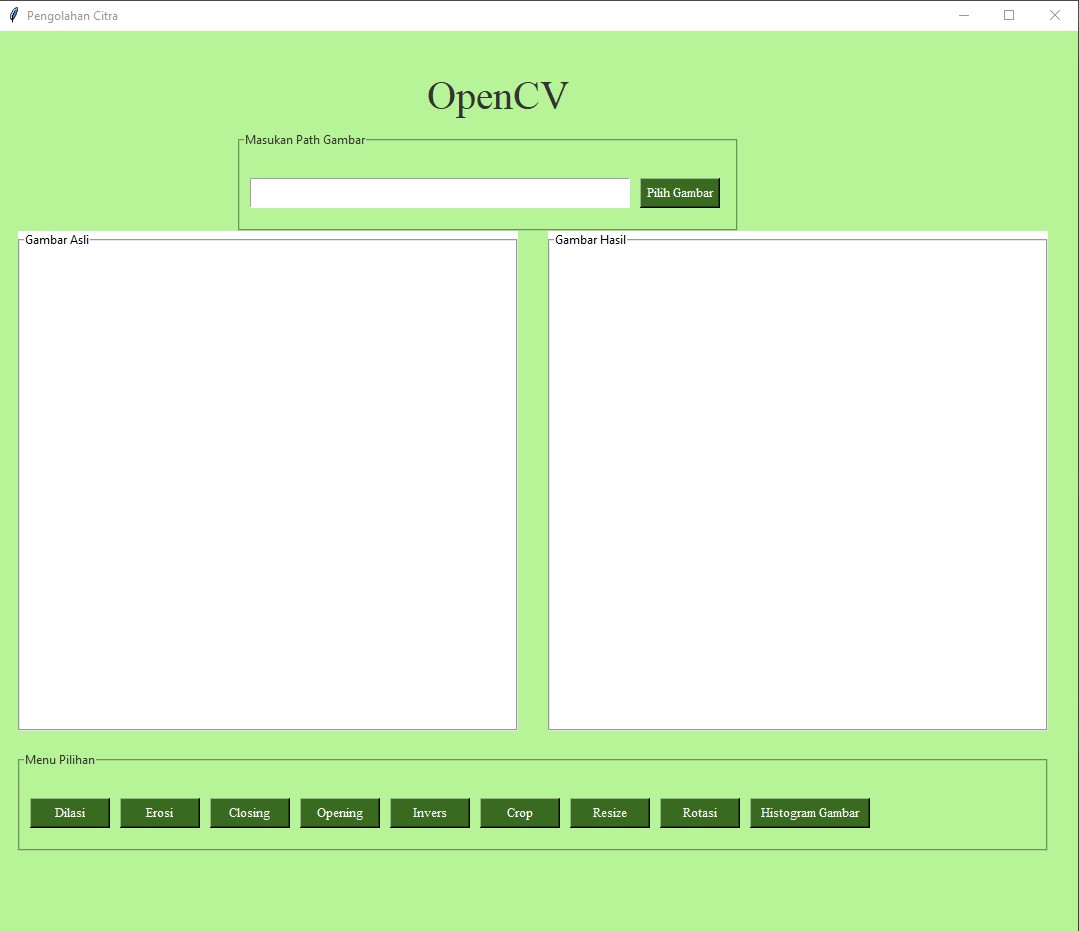 Pengolahan Citra
OpenCV
Masukan Path Gambar
Pilih Gambar
Gambar Asli
Gambar Hasil
Menu Pilihan
Dilasi
Erosi
Closing
Opening
Invers
Crop
Resize
Rotasi
Histogram Gambar